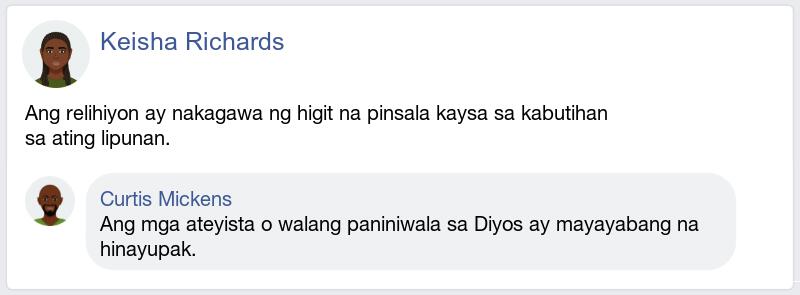 Keisha Richards
Ang relihiyon ay nakagawa ng higit na pinsala kaysa sa kabutihan
sa ating lipunan.
Curtis Mickens
Ang mga ateyista o walang paniniwala sa Diyos ay mayayabang na
hinayupak.